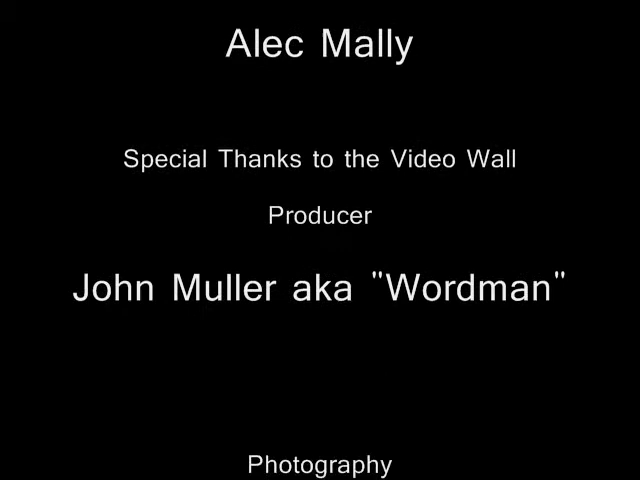 Alec Mally
Special Thanks to the Video Wall
Producer
John Muller aka "Wordman"
Photography